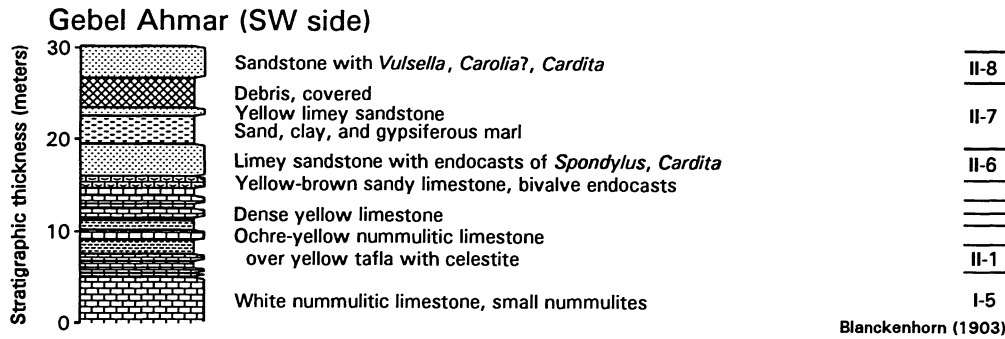 Gebel Ahmar (SW side)
Stratigraphic thickness (meters)
30
20
10
0
Sandstone with Vulsella, Carolia?, Cardita
II-8
Debris, covered
Yellow limey sandstone
II-7
Sand, clay, and gypsiferous marl
Limey sandstone with endocasts of Spondylus, Cardita
II-6
Yellow-brown sandy limestone, bivalve endocasts
Dense yellow limestone
Ochre-yellow nummulitic limestone
over yellow tafla with celestite
II-1
White nummulitic limestone, small nummulites
I-5
Blanckenhorn (1903)